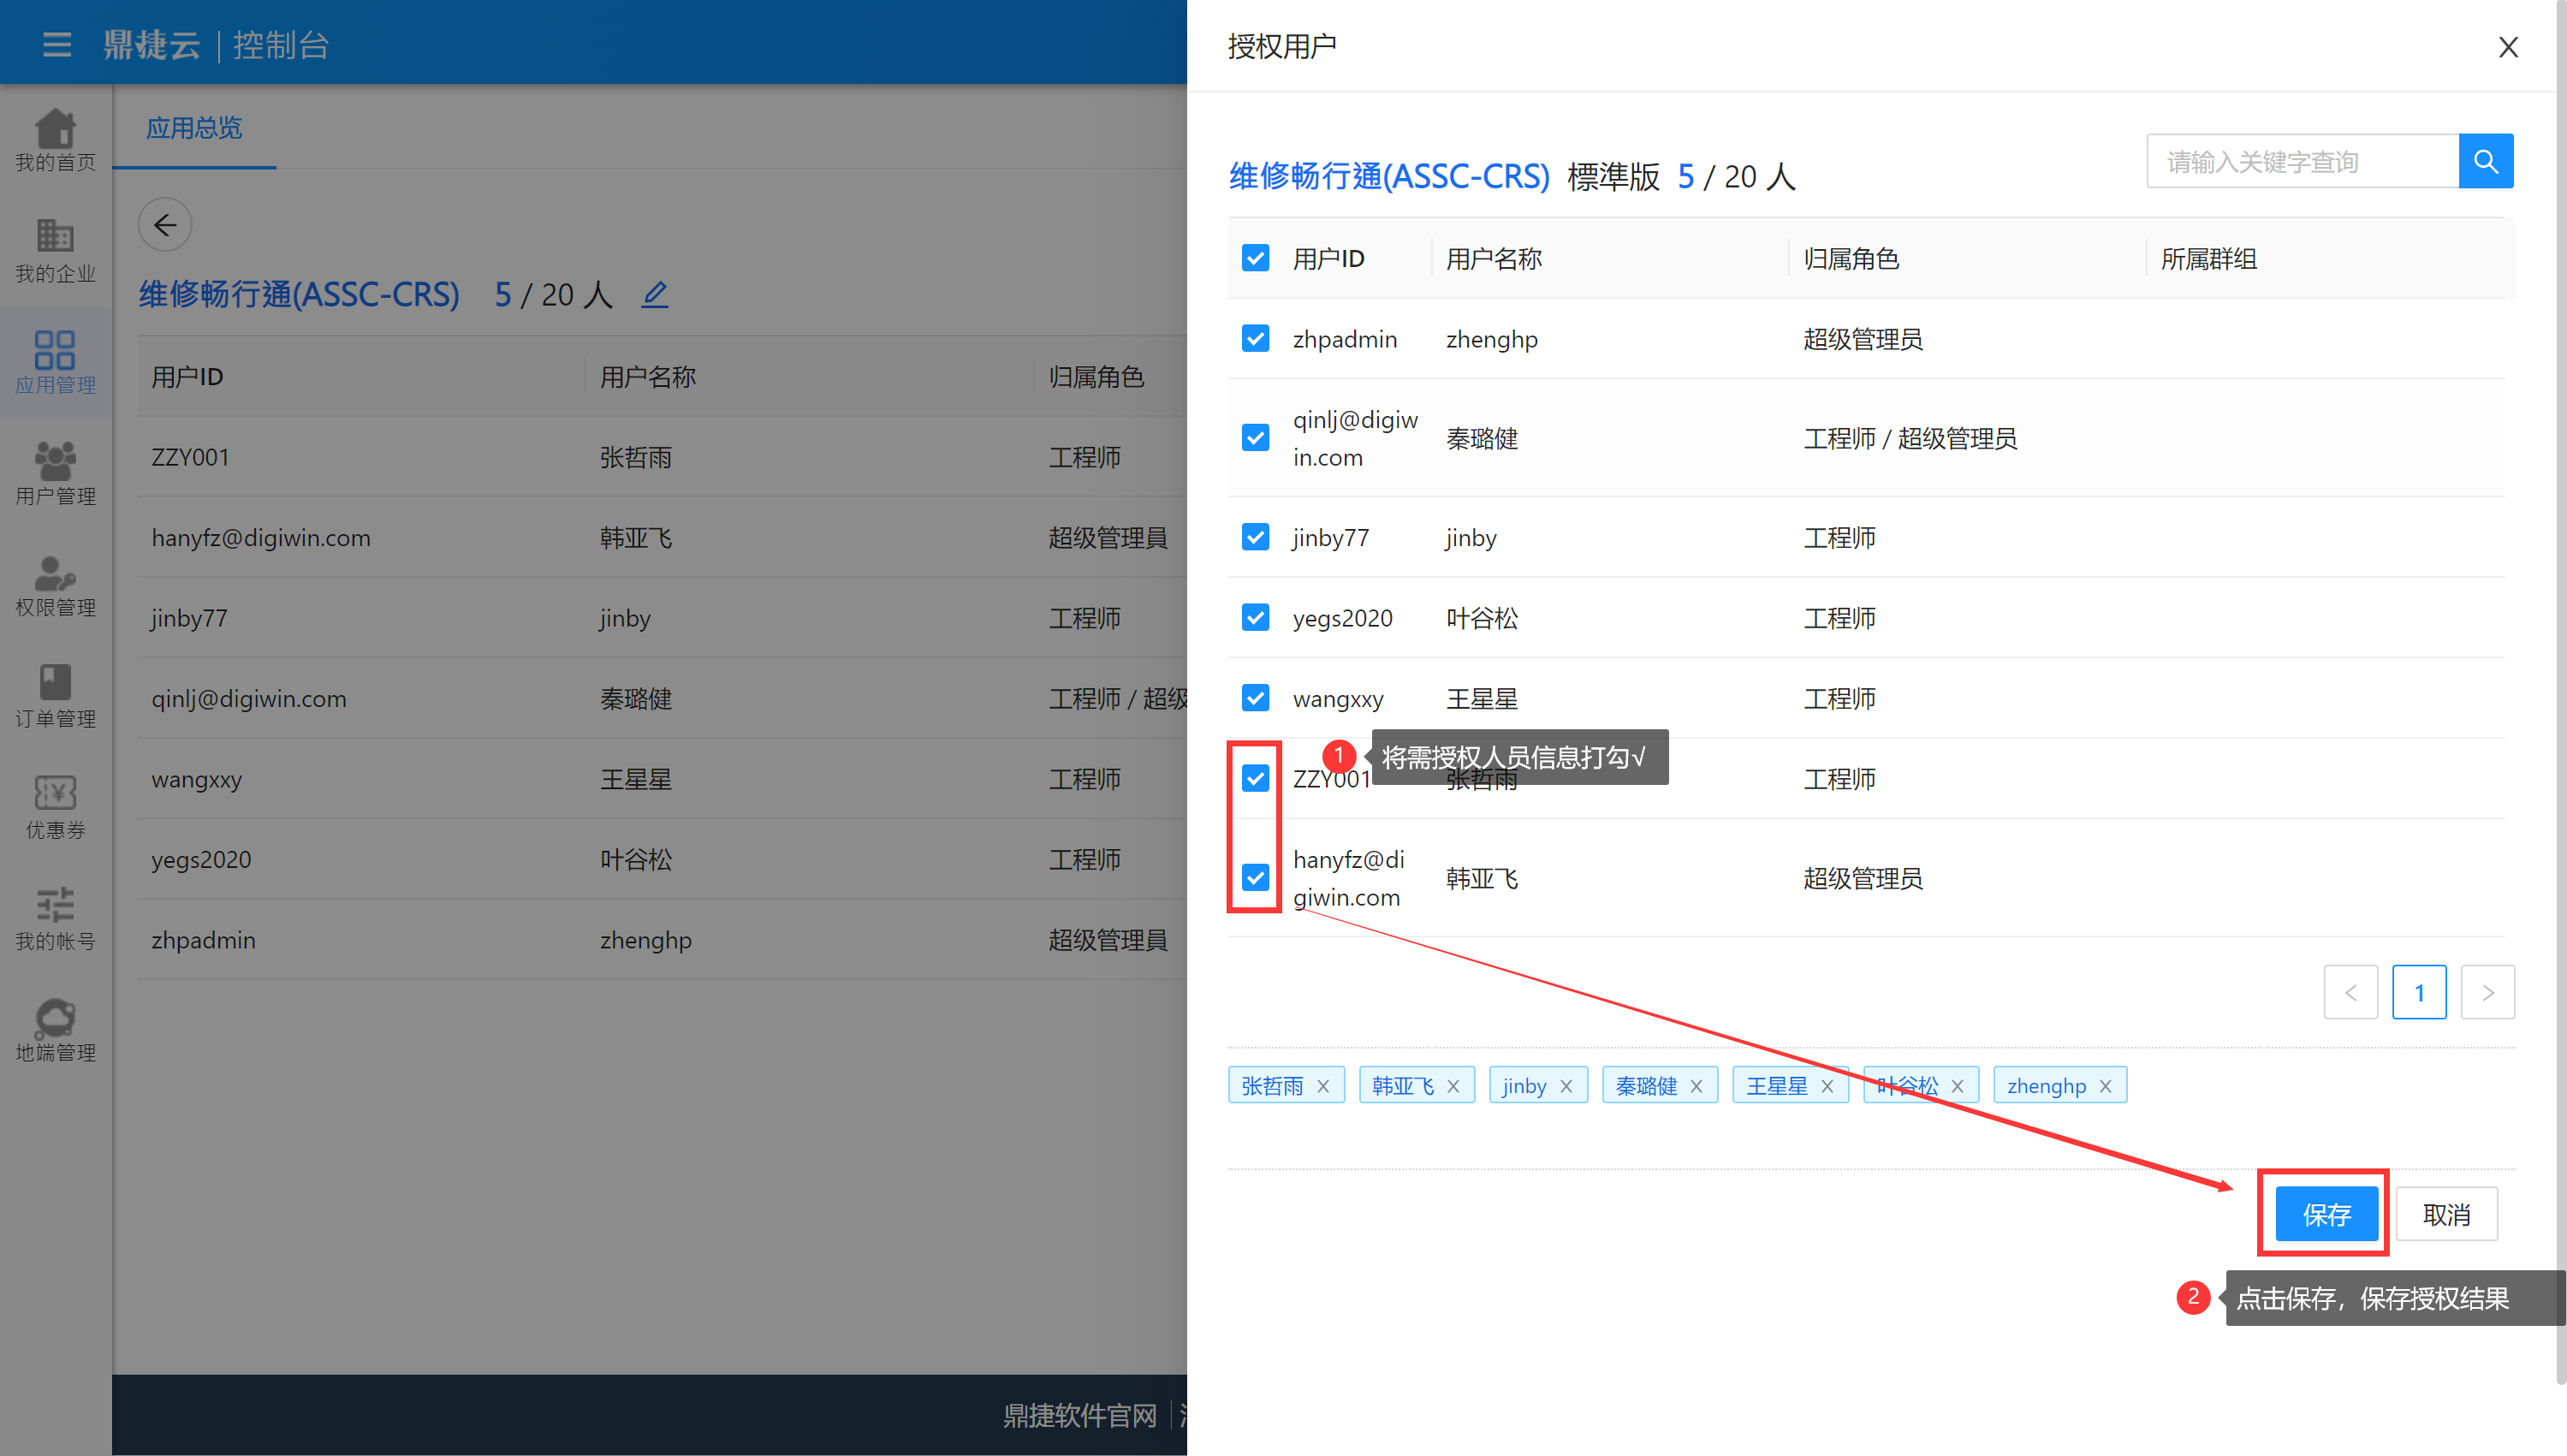 鼎捷云 | 控制台
我的首页
我的企业
应用管理
用户管理
权限管理
订单管理
优惠券
我的帐号
地端管理
应用总览
维修畅行通(ASSC-CRS) 5 / 20 人
用户ID 用户名称 归属角色
ZZY001 张哲雨 工程师
hanyfz@digiwin.com 韩亚飞 超级管理員
jinby77 jinby 工程师
qinlj@digiwin.com 秦璐健 工程师 / 超级
wangxxy 王星星 工程师
yegs2020 叶谷松 工程师
zhpadmin zhenghp 超级管理員
鼎捷软件官网
授权用户
维修畅行通(ASSC-CRS) 標準版 5 / 20 人
请输入关键字查询
用户ID 用户名称 归属角色 所属群组
zhpadmin zhenghp 超级管理员
qinlj@digiw
in.com 秦璐健 工程师 / 超级管理员
jinby77 jinby 工程师
yegs2020 叶谷松 工程师
wangxxy 王星星 工程师
1 将需授权人员信息打勾√
ZZY001 张哲雨 工程师
hanyfz@di
giwin.com 韩亚飞 超级管理员
< 1 >
张哲雨 X 韩亚飞 X jinby X 秦璐健 X 王星星 X 叶谷松 X zhenghp X
保存 取消
2 点击保存，保存授权结果